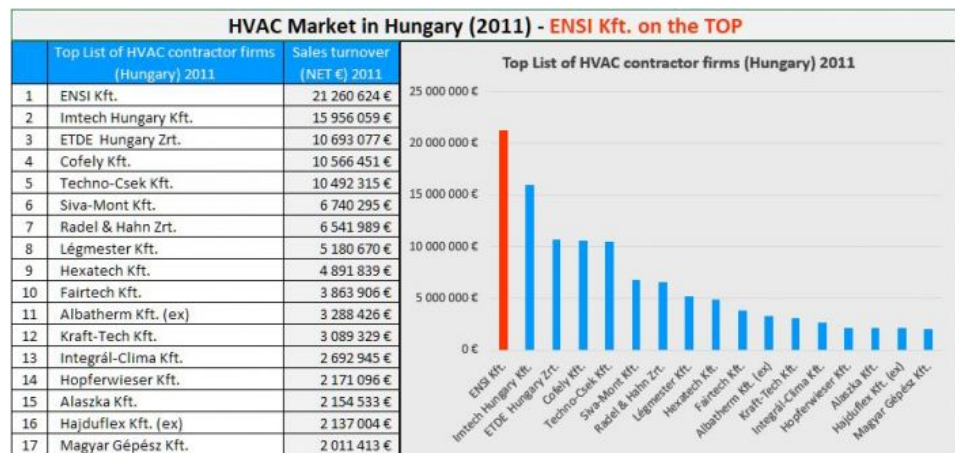 HVAC Market in Hungary (2011) - ENSI Kft. on the TOP
Top List of HVAC contractor firms (Hungary) 2011 Sales turnover (NET €) 2011
1 ENSI Kft. 21 260 624 €
2 Imtech Hungary Kft. 15 956 059 €
3 ETDE Hungary Zrt. 10 693 077 €
4 Cofely Kft. 10 566 451 €
5 Techno-Csek Kft. 10 492 315 €
6 Siva-Mont Kft. 6 740 295 €
7 Radel & Hahn Zrt. 6 541 989 €
8 Légmester Kft. 5 180 670 €
9 Hexatech Kft. 4 891 839 €
10 Fairtech Kft. 3 863 906 €
11 Albatherm Kft. (ex) 3 288 426 €
12 Kraft-Tech Kft. 3 089 329 €
13 Integrál-Clima Kft. 2 692 945 €
14 Hopferwieser Kft. 2 171 096 €
15 Alaszka Kft. 2 154 533 €
16 Hajduflex Kft. (ex) 2 137 004 €
17 Magyar Gépész Kft. 2 011 413 €
Top List of HVAC contractor firms (Hungary) 2011
25 000 000 €
20 000 000 €
15 000 000 €
10 000 000 €
5 000 000 €
0 €
ENSI Kft.
Imtech Hungary Kft.
ETDE Hungary Zrt.
Cofely Kft.
Techno-Csek Kft.
Siva-Mont Kft.
Radel & Hahn Zrt.
Légmester Kft.
Hexatech Kft.
Fairtech Kft.
Albatherm Kft. (ex)
Kraft-Tech Kft.
Integrál-Clima Kft.
Hopferwieser Kft.
Alaszka Kft.
Hajduflex Kft. (ex)
Magyar Gépész Kft.